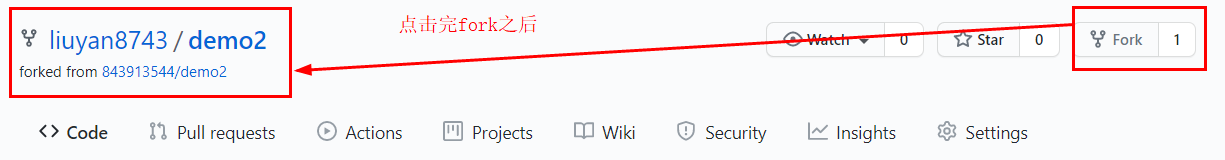 liuyan8743 / demo2
forked from 843913544/demo2
点击完fork之后
Watch 0 Star 0 Fork 1
Code Pull requests Actions Projects Wiki Security Insights Settings